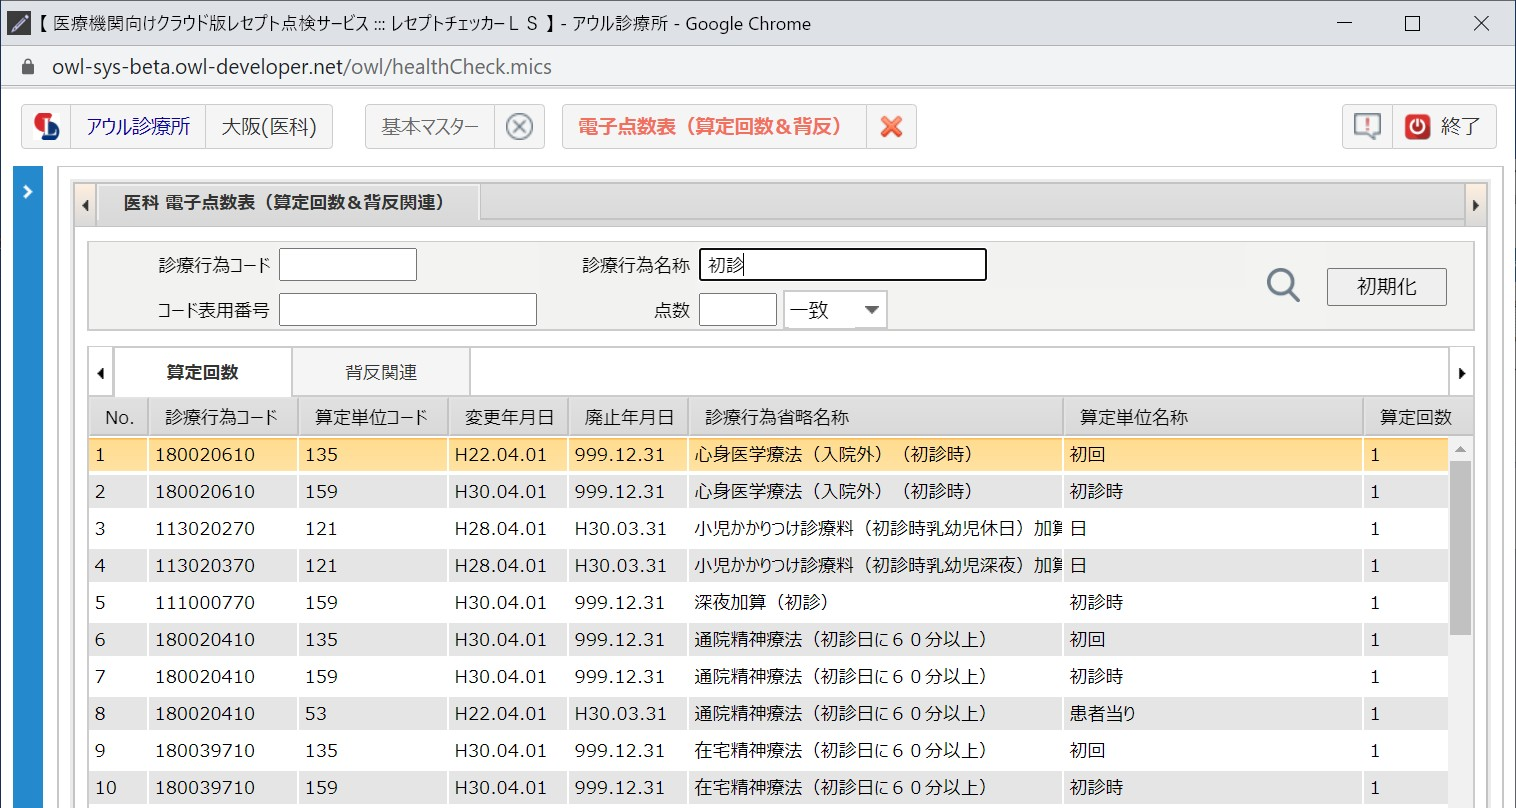 【 医療機関向けクラウド版レセプト点検サービス ::: レセプトチェッカーＬＳ 】 - アウル診療所 - Google Chrome
owl-sys-beta.owl-developer.net/owl/healthCheck.mics
アウル診療所 大阪(医科) 基本マスター 電子点数表（算定回数＆背反） 終了
医科 電子点数表（算定回数＆背反関連）
診療行為コード 診療行為名称 初診
初期化
コード表用番号 点数 一致
算定回数 背反関連
No. 診療行為コード 算定単位コード 変更年月日 廃止年月日 診療行為省略名称 算定単位名称 算定回数
1 180020610 135 H22.04.01 999.12.31 心身医学療法（入院外）（初診時） 初回 1
2 180020610 159 H30.04.01 999.12.31 心身医学療法（入院外）（初診時） 初診時 1
3 113020270 121 H28.04.01 H30.03.31 小児かかりつけ診療料（初診時乳幼児休日）加算 日 1
4 113020370 121 H28.04.01 H30.03.31 小児かかりつけ診療料（初診時乳幼児深夜）加算 日 1
5 111000770 159 H30.04.01 999.12.31 深夜加算（初診） 初診時 1
6 180020410 135 H30.04.01 999.12.31 通院精神療法（初診日に６０分以上） 初回 1
7 180020410 159 H30.04.01 999.12.31 通院精神療法（初診日に６０分以上） 初診時 1
8 180020410 53 H22.04.01 H30.03.31 通院精神療法（初診日に６０分以上） 患者当り 1
9 180039710 135 H30.04.01 999.12.31 在宅精神療法（初診日に６０分以上） 初回 1
10 180039710 159 H30.04.01 999.12.31 在宅精神療法（初診日に６０分以上） 初診時 1